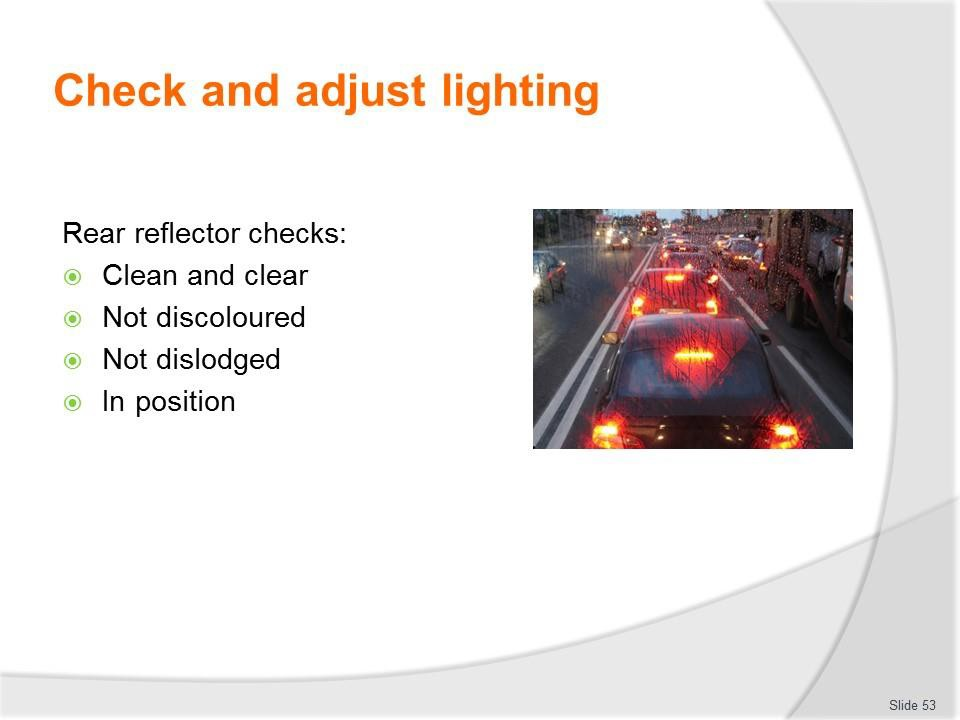 Check and adjust lighting
Rear reflector checks:
Clean and clear
Not discoloured
Not dislodged
In position
Slide 53